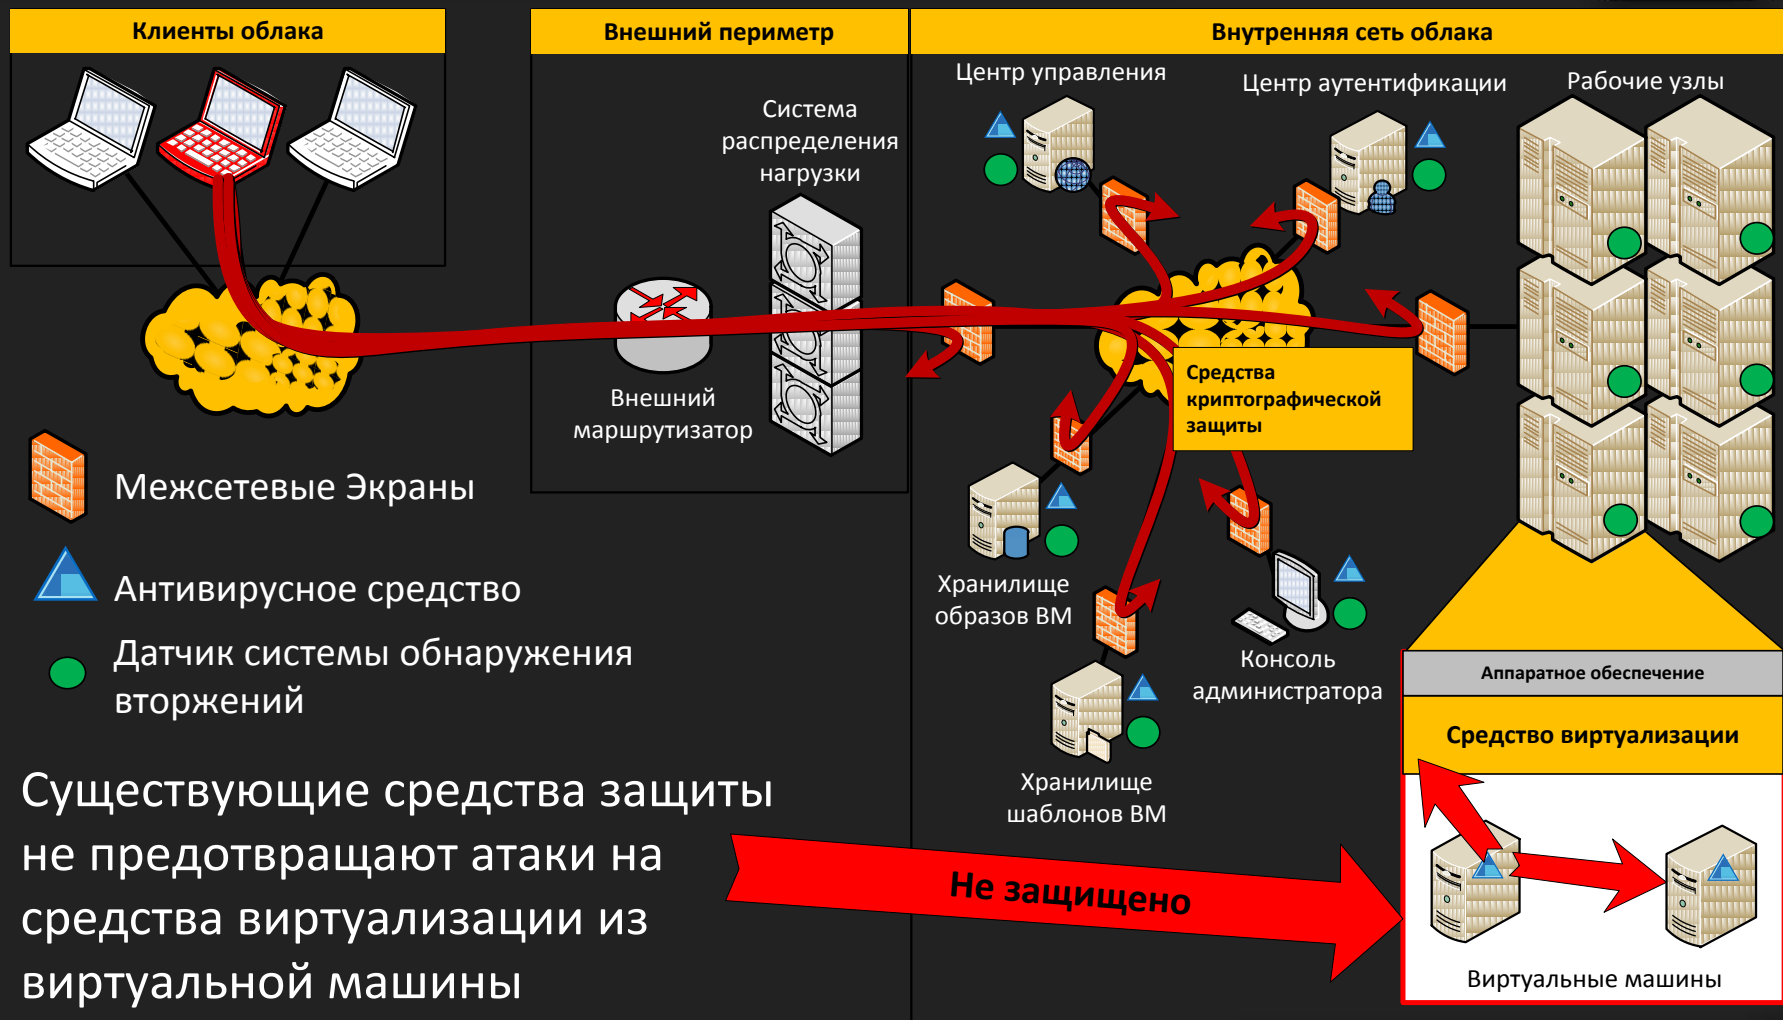 Клиенты облака
Внешний периметр
Внутренняя сеть облака
Центр управления
Центр аутентификации
Рабочие узлы
Система
распределения
нагрузки
Внешний
маршрутизатор
Средства
криптографической
защиты
Межсетевые Экраны
Антивирусное средство
Датчик системы обнаружения
вторжений
Хранилище
образов ВМ
Консоль
администратора
Хранилище
шаблонов ВМ
Аппаратное обеспечение
Средство виртуализации
Виртуальные машины
Существующие средства защиты
не предотвращают атаки на
средства виртуализации из
виртуальной машины
Не защищено